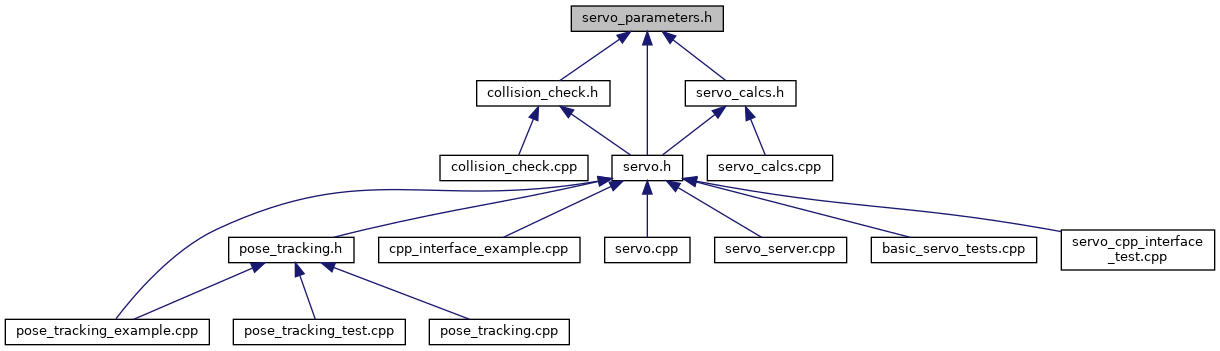 servo_parameters.h
collision_check.h
servo_calcs.h
collision_check.cpp
servo.h
servo_calcs.cpp
pose_tracking.h
cpp_interface_example.cpp
servo.cpp
servo_server.cpp
basic_servo_tests.cpp
servo_cpp_interface
_test.cpp
pose_tracking_example.cpp
pose_tracking_test.cpp
pose_tracking.cpp